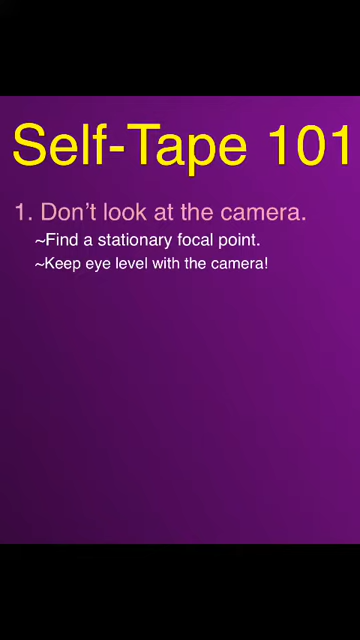 Self-Tape 101
1. Don't look at the camera.
~Find a stationary focal point.
~Keep eye level with the camera!